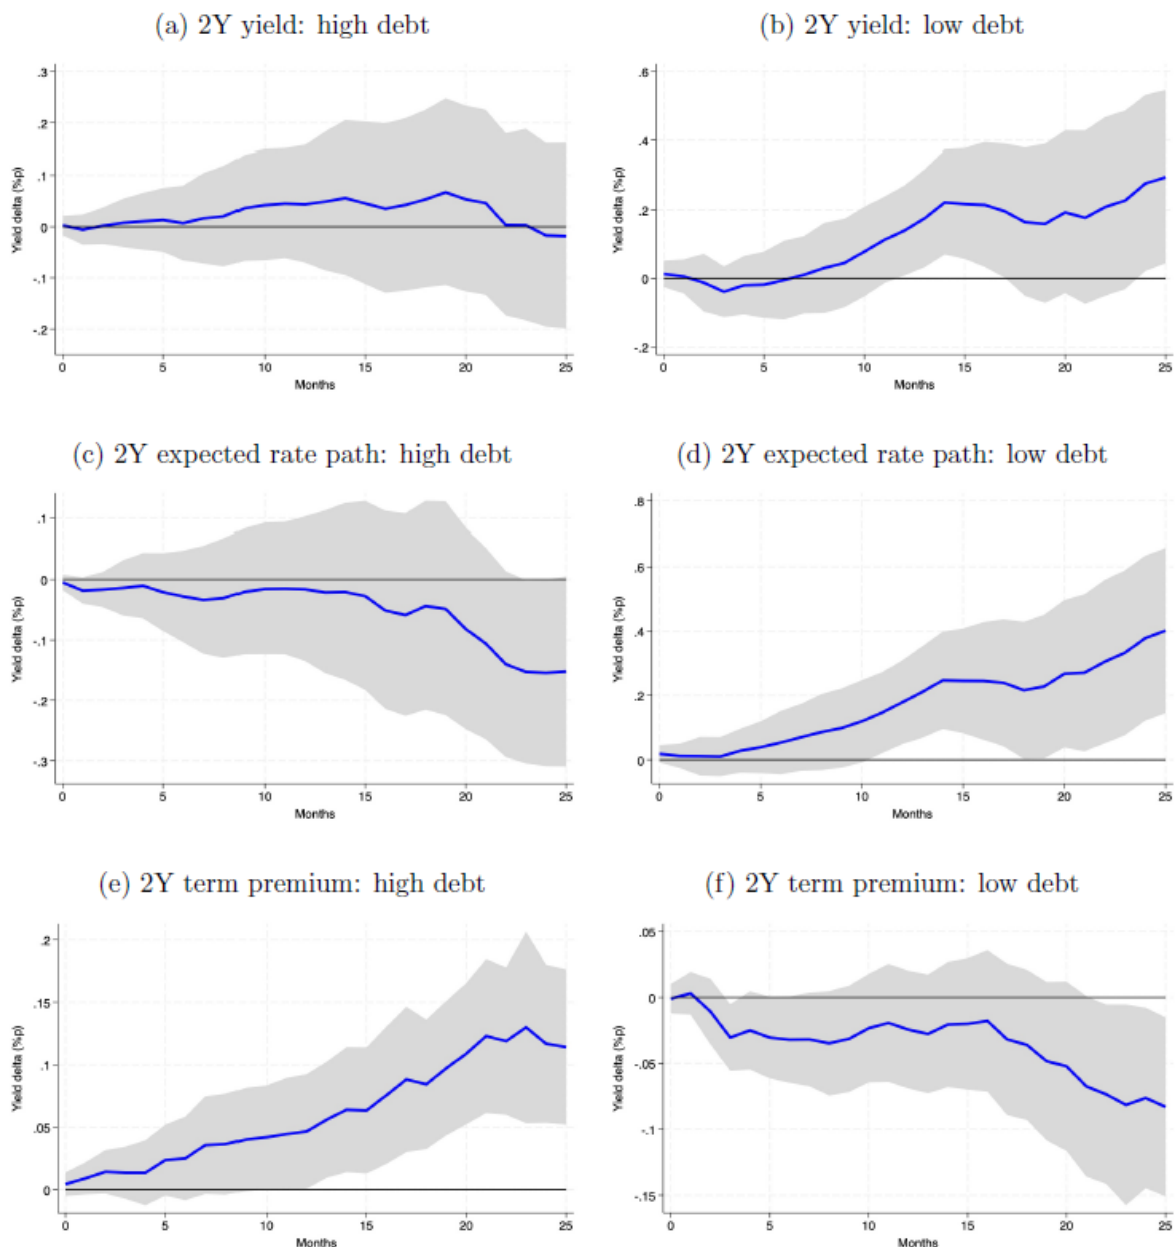 (a) 2Y yield: high debt
(b) 2Y yield: low debt
.3
.2
.1
0
-.1
-.2
Yield delta (%p)
0 5 10 15 20 25
Months
.6
.4
.2
0
-.2
Yield delta (%p)
0 5 10 15 20 25
Months
(c) 2Y expected rate path: high debt
(d) 2Y expected rate path: low debt
.1
0
-.1
-.2
-.3
Yield delta (%p)
0 5 10 15 20 25
Months
.8
.6
.4
.2
0
Yield delta (%p)
0 5 10 15 20 25
Months
(e) 2Y term premium: high debt
(f) 2Y term premium: low debt
.2
.15
.1
.05
0
Yield delta (%p)
0 5 10 15 20 25
Months
.05
0
-.05
-.1
-.15
Yield delta (%p)
0 5 10 15 20 25
Months